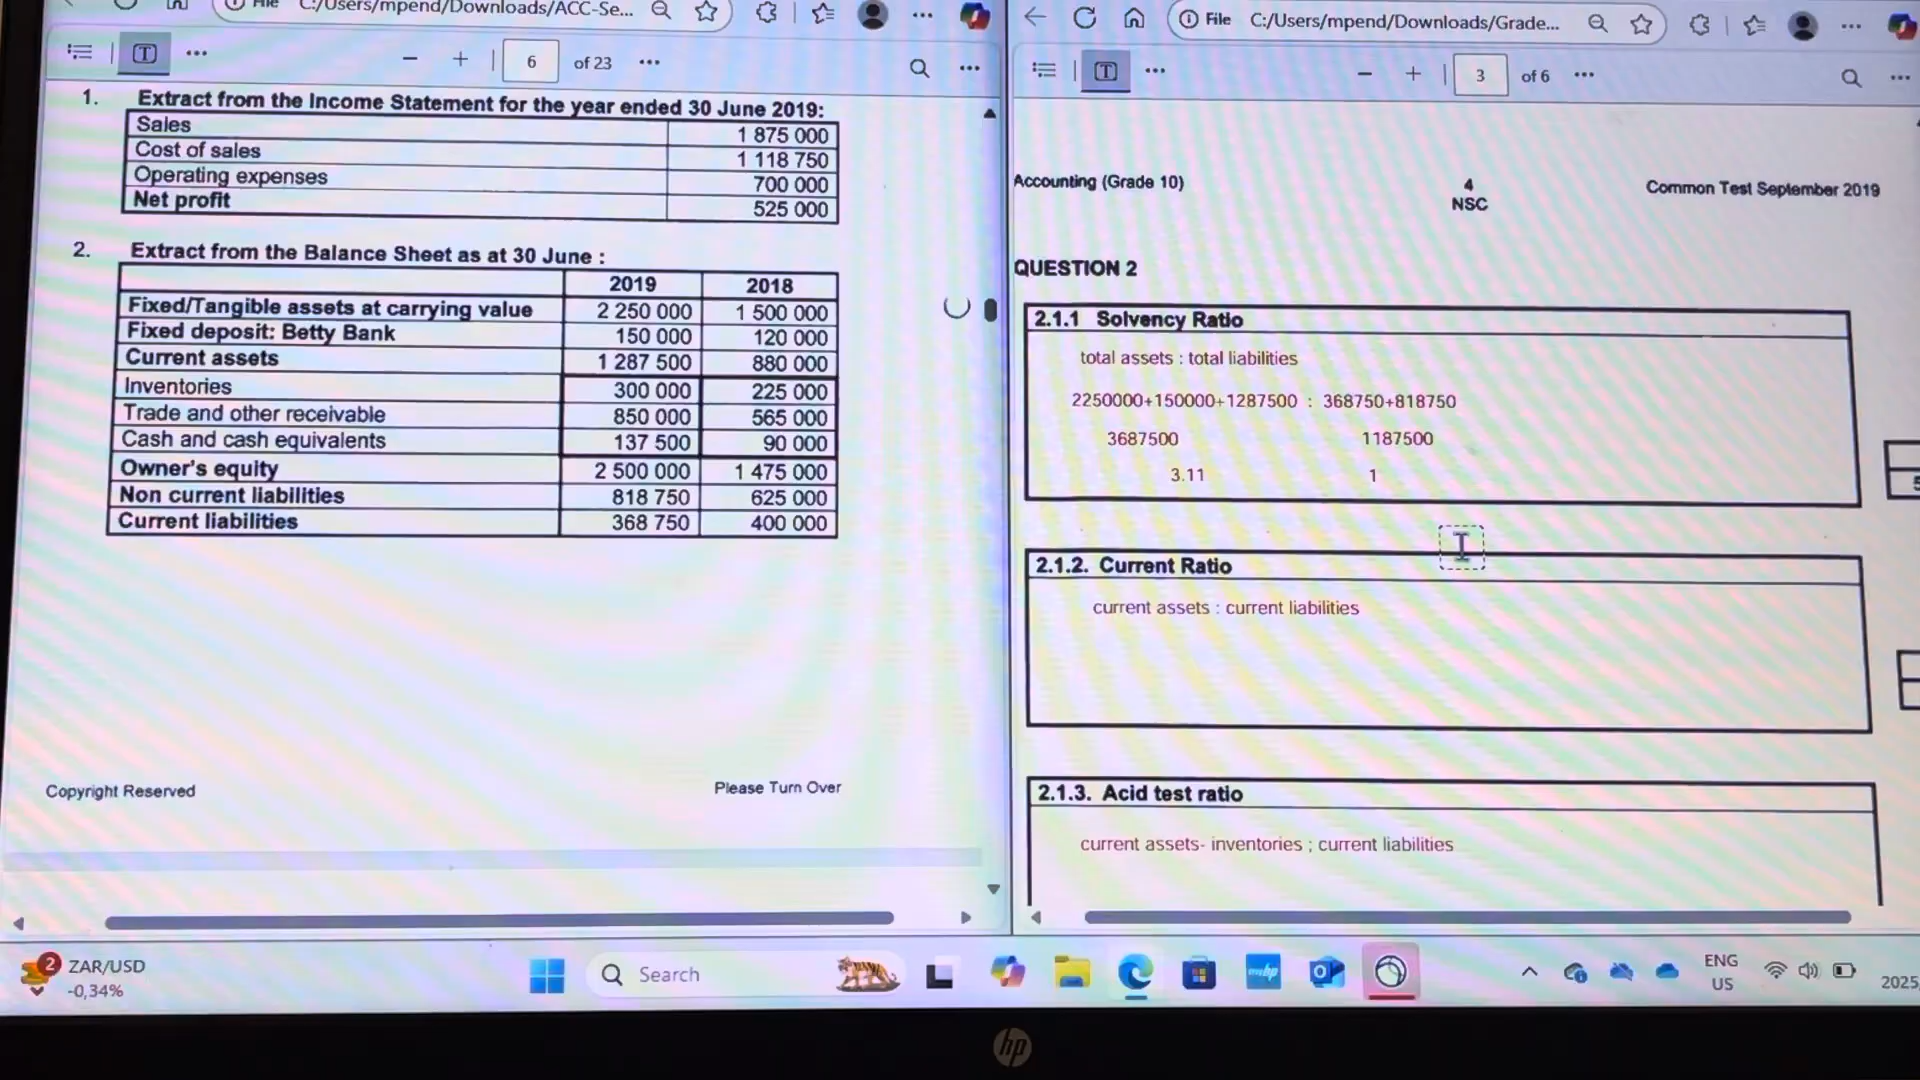 File C:/Users/mpend/Downloads/ACC-Se...
6 of 23
1. Extract from the Income Statement for the year ended 30 June 2019:
Sales 1 875 000
Cost of sales 1 118 750
Operating expenses 700 000
Net profit 525 000
2. Extract from the Balance Sheet as at 30 June :
2019 2018
Fixed/Tangible assets at carrying value 2 250 000 1 500 000
Fixed deposit: Betty Bank 150 000 120 000
Current assets 1 287 500 880 000
Inventories 300 000 225 000
Trade and other receivable 850 000 565 000
Cash and cash equivalents 137 500 90 000
Owner's equity 2 500 000 1 475 000
Non current liabilities 818 750 625 000
Current liabilities 368 750 400 000
Copyright Reserved Please Turn Over
File C:/Users/mpend/Downloads/Grade...
3 of 6
Accounting (Grade 10) 4 Common Test September 2019
NSC
QUESTION 2
2.1.1 Solvency Ratio
total assets : total liabilities
2250000+150000+1287500 : 368750+818750
3687500 1187500
3.11 1
5
2.1.2. Current Ratio
current assets : current liabilities
2.1.3. Acid test ratio
current assets- inventories ; current liabilities
2 ZAR/USD
-0,34%
Search
myhp
ENG
US
2025
hp